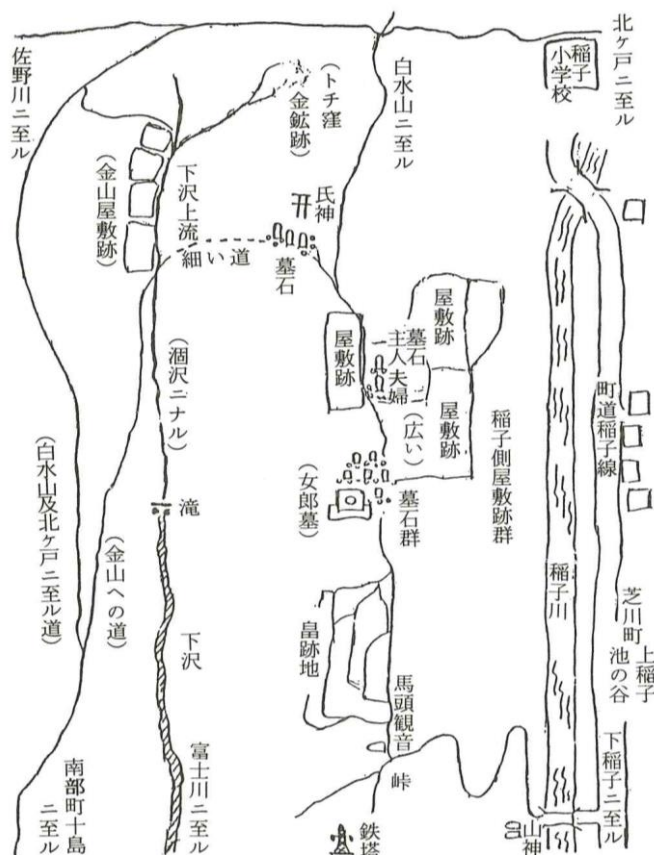 北ヶ戸ニ至ル
稲子
小学校
白水山ニ至ル
(トチ窪
金鉱跡)
佐野川ニ至ル
(金山屋敷跡)
下沢上流
氏神
墓石
細い道
屋敷跡
屋敷跡
墓石
主人夫婦
屋敷跡
(広い)
稲子側屋敷跡群
町道稲子線
(涸沢ニナル)
墓石群
(女郎墓)
滝
(白水山及北ヶ戸ニ至ル道)
(金山への道)
下沢
稲子川
芝川町
上稲子
池の谷
畠跡地
馬頭観音
峠
下稲子ニ至ル
山神
鉄塔
富士川ニ至ル
南部町十島
ニ至ル